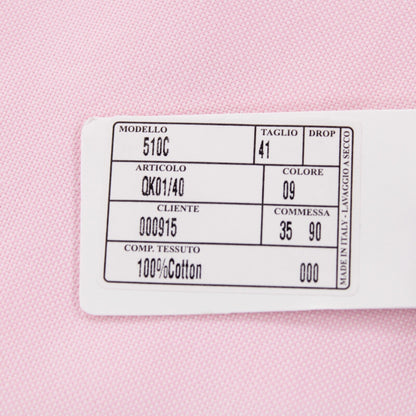 MODELLO TAGLIO DROP
510C 41
ARTICOLO COLORE
QK01/40 09
CLIENTE COMMESSA
000915 35 90
COMP. TESSUTO
100%Cotton 000
MADE IN ITALY - LAVAGGIO A SECCO